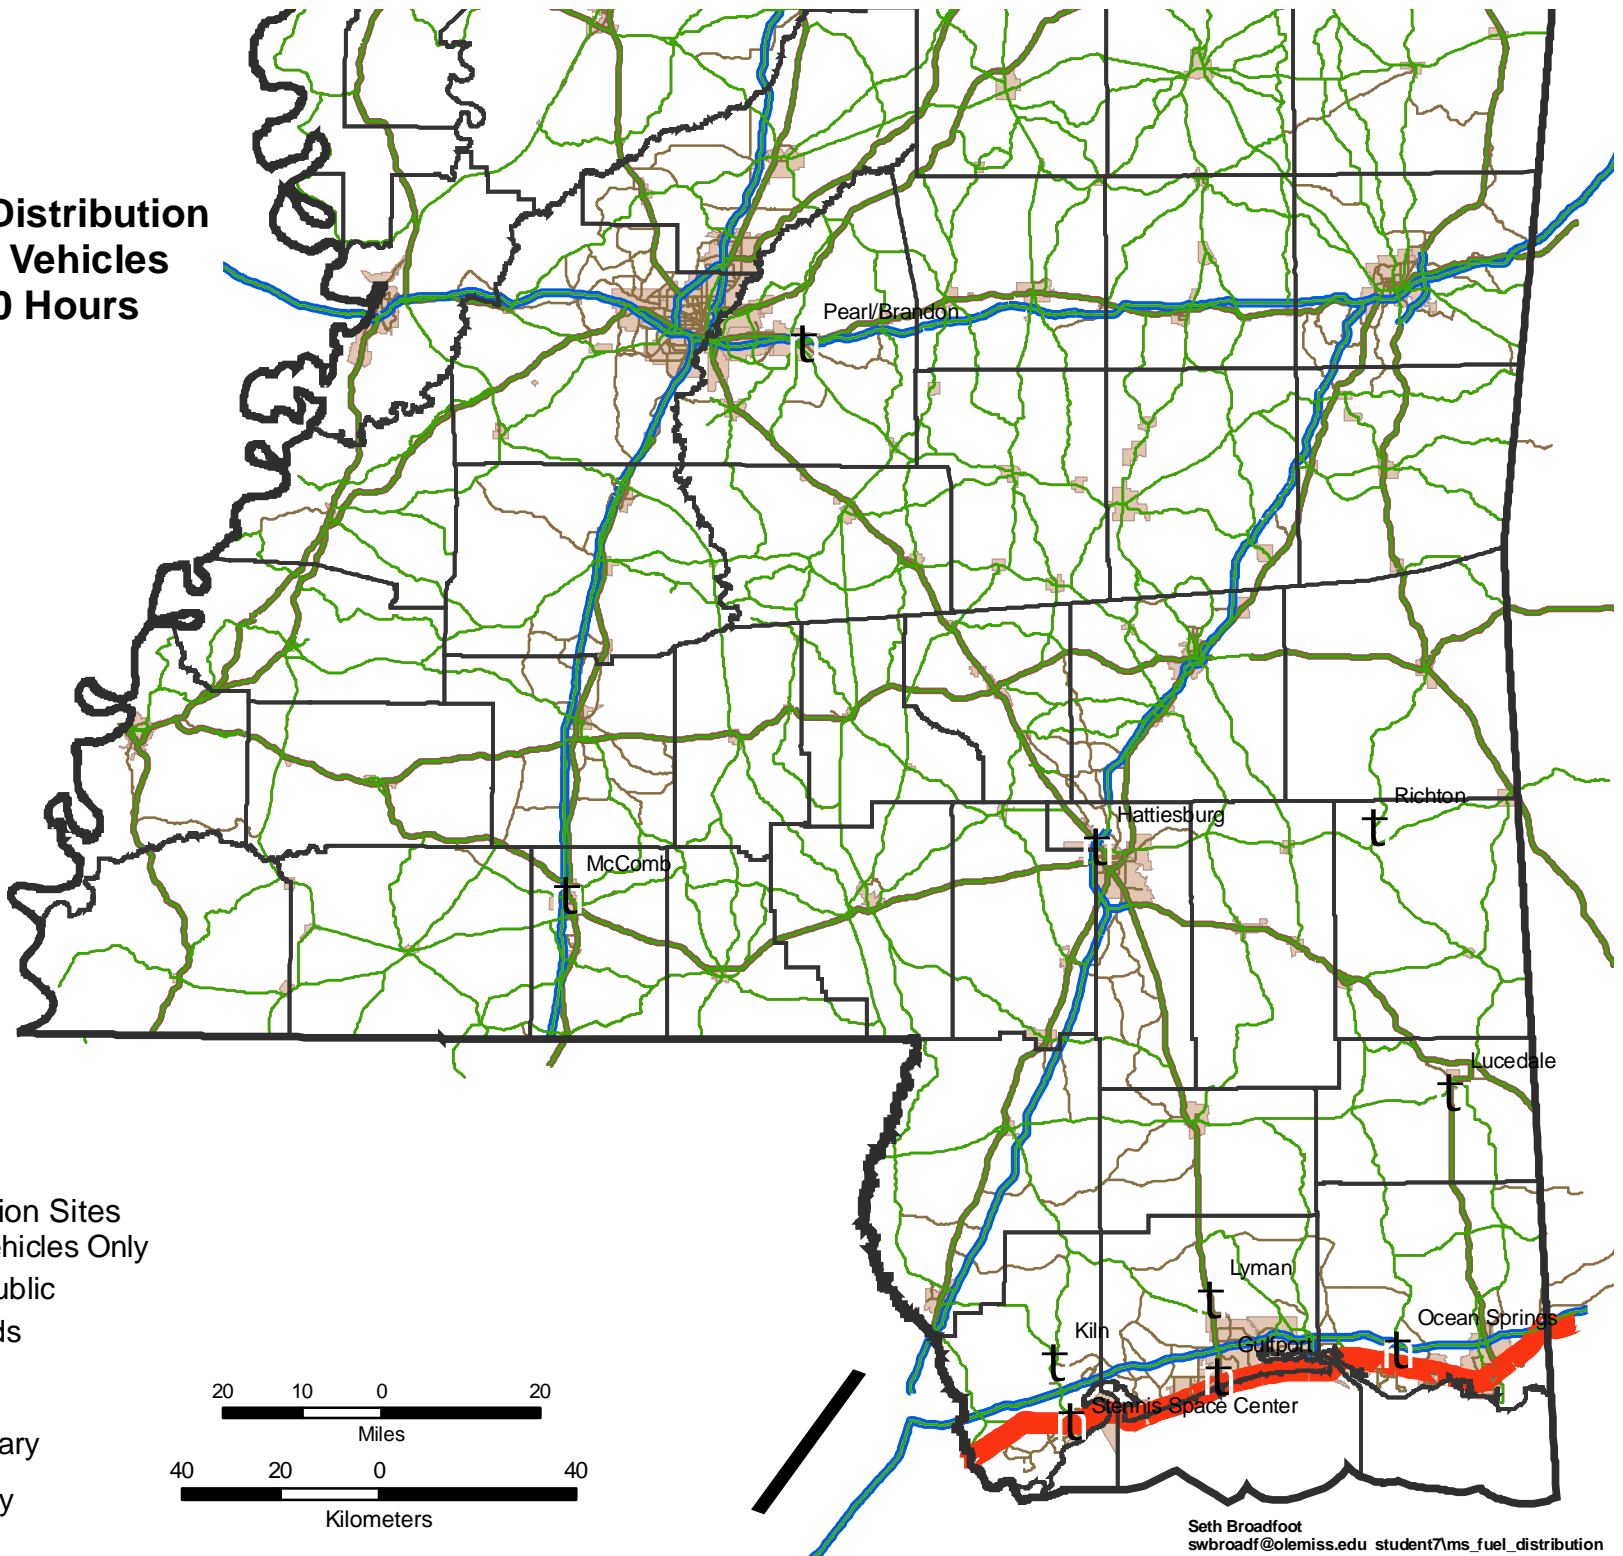 Distribution
Vehicles
0 Hours
Pearl/Brandon
Richton
Hattiesburg
McComb
Lucedale
ion Sites
ehicles Only
ublic
ds
Lyman
Ocean Springs
Kiln
Gulfport
Stennis Space Center
20 10 0 20
Miles
ary
40 20 0 40
y
Kilometers
Seth Broadfoot
swbroadf@olemiss.edu student7\ms_fuel_distribution